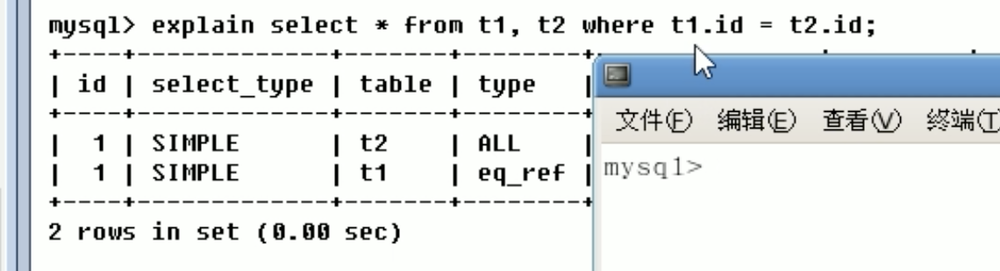 mysql> explain select * from t1, t2 where t1.id = t2.id;
+----+-------------+-------+--------+
| id | select_type | table | type |
+----+-------------+-------+--------+
| 1 | SIMPLE | t2 | ALL |
| 1 | SIMPLE | t1 | eq_ref |
+----+-------------+-------+--------+
2 rows in set (0.00 sec)
文件(F) 编辑(E) 查看(V) 终端(T
mysql>